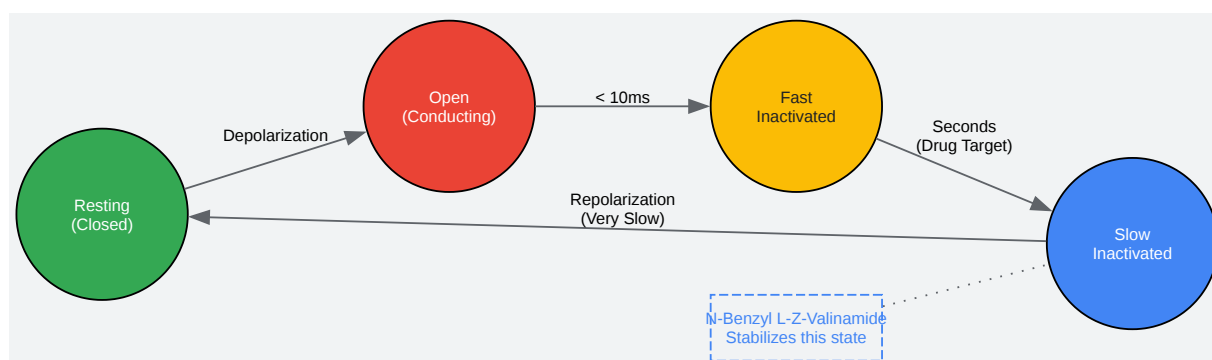 Resting
(Closed)
Depolarization
Open
(Conducting)
< 10ms
Fast
Inactivated
Seconds
(Drug Target)
Repolarization
(Very Slow)
Slow
Inactivated
N-Benzyl L-Z-Valinamide
Stabilizes this state